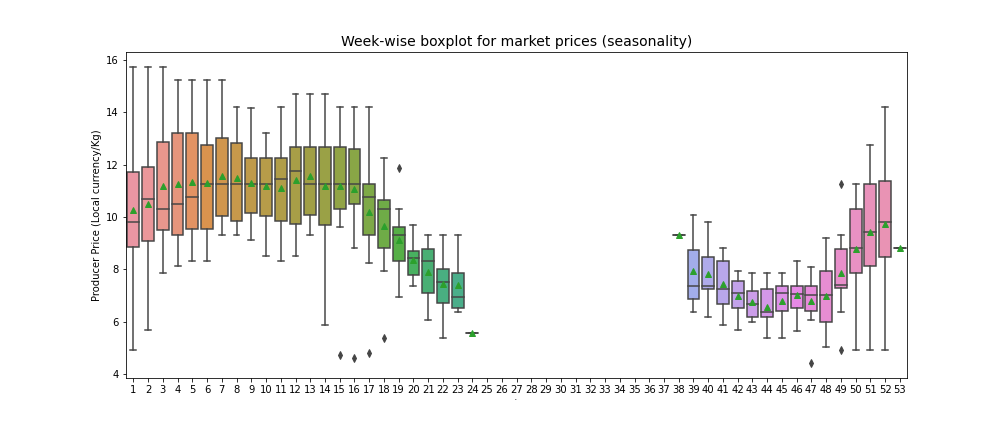 Week-wise boxplot for market prices (seasonality)
Producer Price (Local currency/Kg)
16
14
12
10
8
6
4
1 2 3 4 5 6 7 8 9 10 11 12 13 14 15 16 17 18 19 20 21 22 23 24 25 26 27 28 29 30 31 32 33 34 35 36 37 38 39 40 41 42 43 44 45 46 47 48 49 50 51 52 53
.